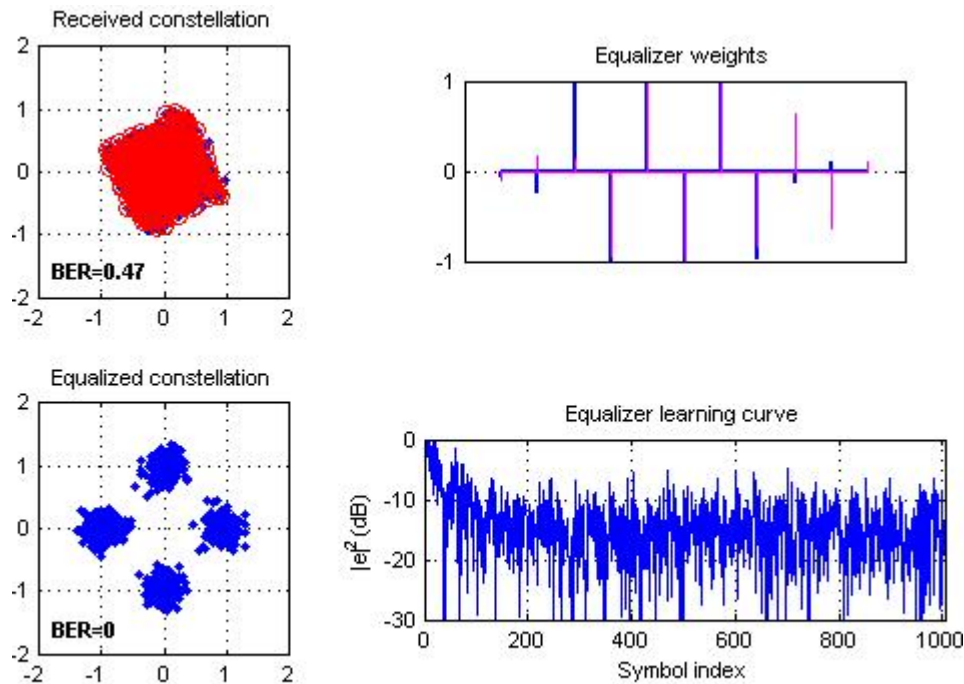 Received constellation
2
1
0
-1
-2
BER=0.47
-2 -1 0 1 2
Equalizer weights
1
0
-1
Equalized constellation
2
1
0
-1
-2
BER=0
-1 0 1 2
Equalizer learning curve
0
-10
-20
-30
|e|² (dB)
0 200 400 600 800 1000
Symbol index